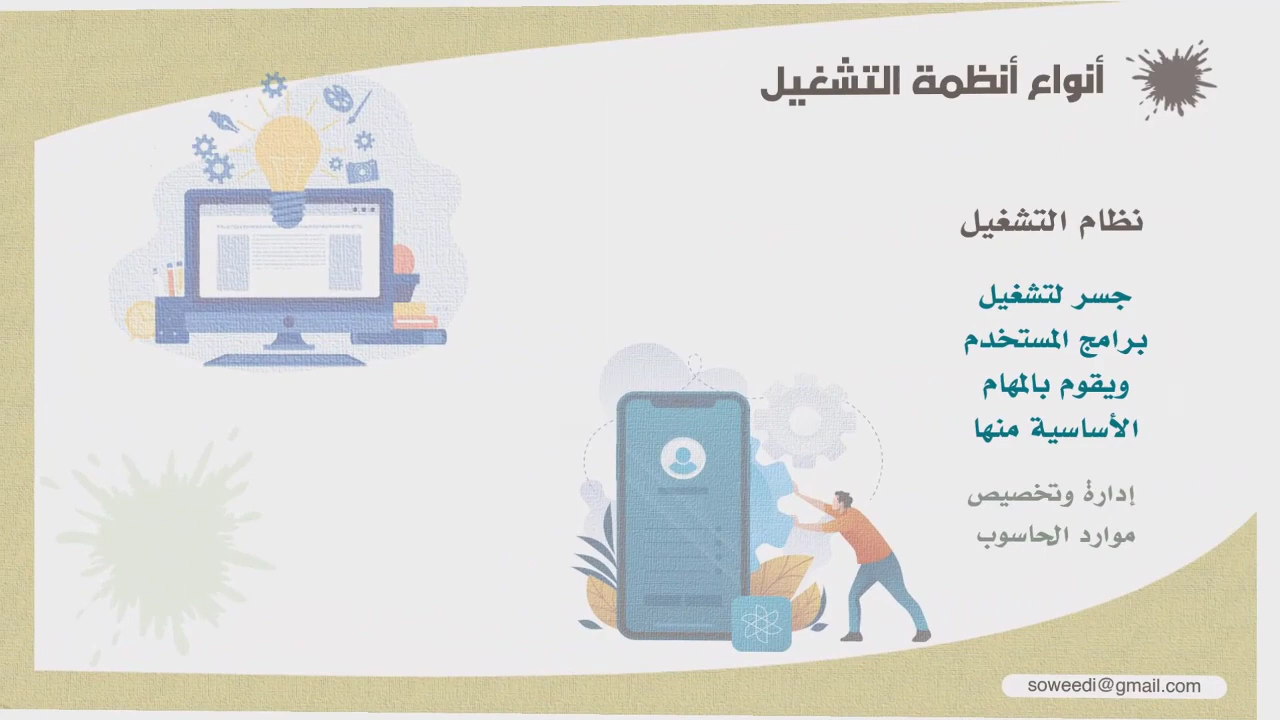 أنواع أنظمة التشغيل
نظام التشغيل
جسر لتشغيل
برامج المستخدم
ويقوم بالمهام
الأساسية منها
إدارة وتخصيص
موارد الحاسوب
soweedi@gmail.com